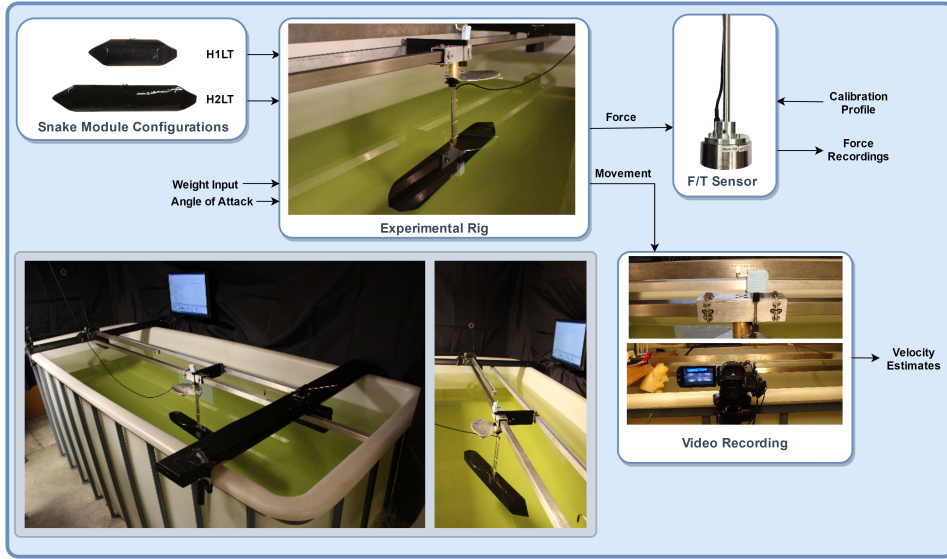 H1LT
H2LT
Snake Module Configurations
Weight Input
Angle of Attack
Experimental Rig
Force
Movement
F/T Sensor
Calibration
Profile
Force
Recordings
Video Recording
Velocity
Estimates